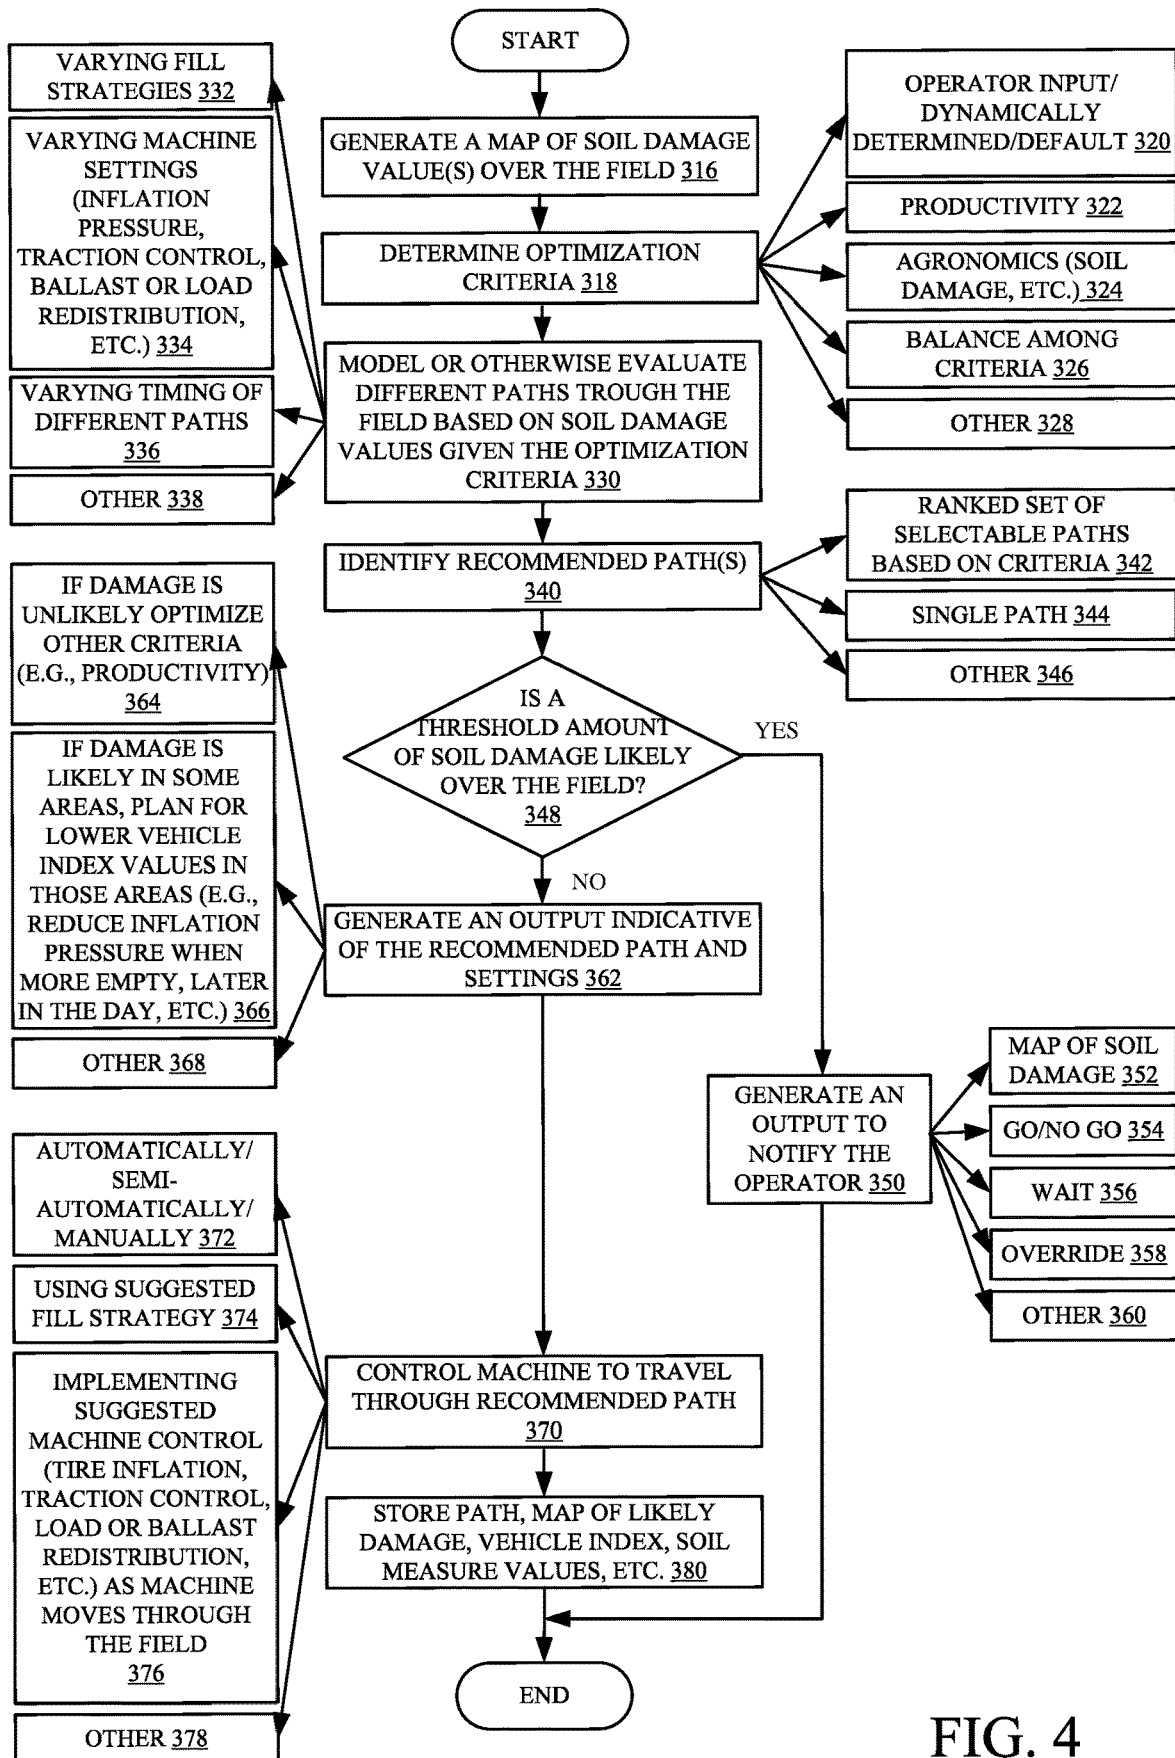 START
VARYING FILL
STRATEGIES 332
VARYING MACHINE
SETTINGS
(INFLATION
PRESSURE,
TRACTION CONTROL,
BALLAST OR LOAD
REDISTRIBUTION,
ETC.) 334
VARYING TIMING OF
DIFFERENT PATHS
336
OTHER 338
GENERATE A MAP OF SOIL DAMAGE
VALUE(S) OVER THE FIELD 316
DETERMINE OPTIMIZATION
CRITERIA 318
MODEL OR OTHERWISE EVALUATE
DIFFERENT PATHS TROUGH THE
FIELD BASED ON SOIL DAMAGE
VALUES GIVEN THE OPTIMIZATION
CRITERIA 330
IDENTIFY RECOMMENDED PATH(S)
340
OPERATOR INPUT/
DYNAMICALLY
DETERMINED/DEFAULT 320
PRODUCTIVITY 322
AGRONOMICS (SOIL
DAMAGE, ETC.) 324
BALANCE AMONG
CRITERIA 326
OTHER 328
RANKED SET OF
SELECTABLE PATHS
BASED ON CRITERIA 342
SINGLE PATH 344
OTHER 346
IS A
THRESHOLD AMOUNT
OF SOIL DAMAGE LIKELY
OVER THE FIELD?
348
YES
NO
IF DAMAGE IS
UNLIKELY OPTIMIZE
OTHER CRITERIA
(E.G., PRODUCTIVITY)
364
IF DAMAGE IS
LIKELY IN SOME
AREAS, PLAN FOR
LOWER VEHICLE
INDEX VALUES IN
THOSE AREAS (E.G.,
REDUCE INFLATION
PRESSURE WHEN
MORE EMPTY, LATER
IN THE DAY, ETC.) 366
OTHER 368
GENERATE AN OUTPUT INDICATIVE
OF THE RECOMMENDED PATH AND
SETTINGS 362
GENERATE AN
OUTPUT TO
NOTIFY THE
OPERATOR 350
MAP OF SOIL
DAMAGE 352
GO/NO GO 354
WAIT 356
OVERRIDE 358
OTHER 360
AUTOMATICALLY/
SEMI-
AUTOMATICALLY/
MANUALLY 372
USING SUGGESTED
FILL STRATEGY 374
IMPLEMENTING
SUGGESTED
MACHINE CONTROL
(TIRE INFLATION,
TRACTION CONTROL,
LOAD OR BALLAST
REDISTRIBUTION,
ETC.) AS MACHINE
MOVES THROUGH
THE FIELD
376
OTHER 378
CONTROL MACHINE TO TRAVEL
THROUGH RECOMMENDED PATH
370
STORE PATH, MAP OF LIKELY
DAMAGE, VEHICLE INDEX, SOIL
MEASURE VALUES, ETC. 380
END
FIG. 4